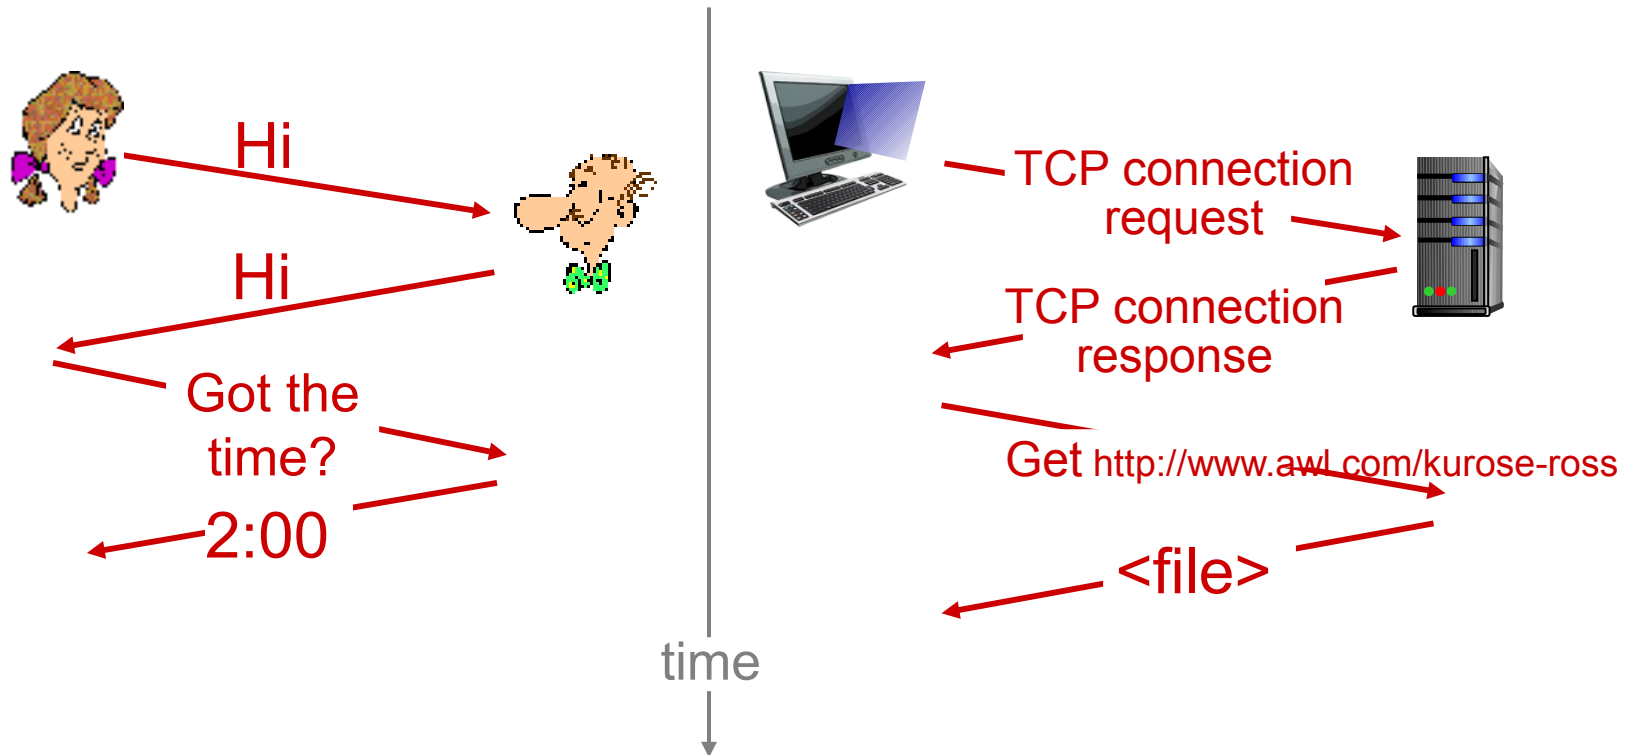 Hi
Hi
Got the
time?
2:00
TCP connection
request
TCP connection
response
Get http://www.awl.com/kurose-ross
<file>
time